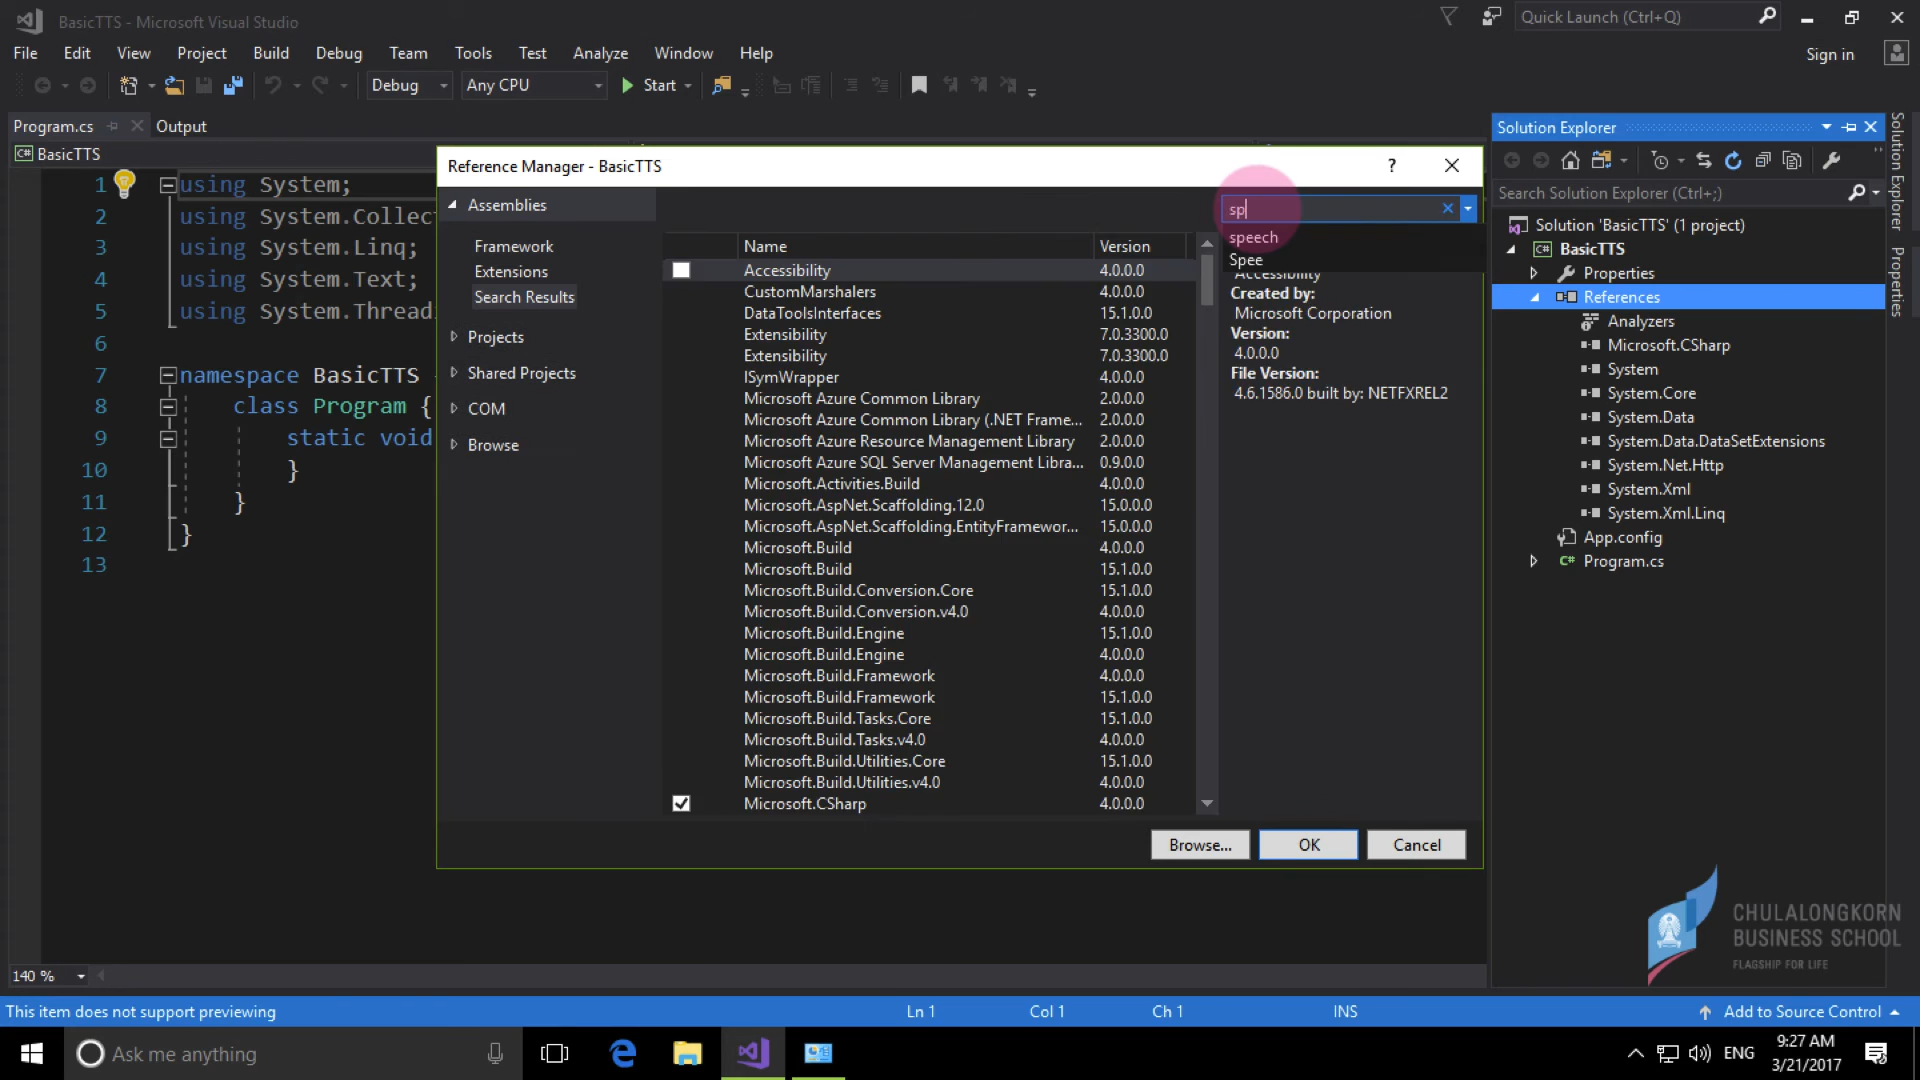 BasicTTS - Microsoft Visual Studio
Quick Launch (Ctrl+Q)
File Edit View Project Build Debug Team Tools Test Analyze Window Help
Sign in
Debug Any CPU Start
Program.cs Output
BasicTTS
1 using System;
2 using System.Collect
3 using System.Linq;
4 using System.Text;
5 using System.Thread
6
7 namespace BasicTTS
8 class Program {
9 static void
10 }
11 }
12 }
13
140 %
Reference Manager - BasicTTS
?
Assemblies
Framework
Extensions
Search Results
Projects
Shared Projects
COM
Browse
sp
speech
Spee
Name Version
Accessibility 4.0.0.0
CustomMarshalers 4.0.0.0
DataToolsInterfaces 15.1.0.0
Extensibility 7.0.3300.0
Extensibility 7.0.3300.0
ISymWrapper 4.0.0.0
Microsoft Azure Common Library 2.0.0.0
Microsoft Azure Common Library (.NET Frame... 2.0.0.0
Microsoft Azure Resource Management Library 2.0.0.0
Microsoft Azure SQL Server Management Libra... 0.9.0.0
Microsoft.Activities.Build 4.0.0.0
Microsoft.AspNet.Scaffolding.12.0 15.0.0.0
Microsoft.AspNet.Scaffolding.EntityFramewor... 15.0.0.0
Microsoft.Build 4.0.0.0
Microsoft.Build 15.1.0.0
Microsoft.Build.Conversion.Core 15.1.0.0
Microsoft.Build.Conversion.v4.0 4.0.0.0
Microsoft.Build.Engine 15.1.0.0
Microsoft.Build.Engine 4.0.0.0
Microsoft.Build.Framework 4.0.0.0
Microsoft.Build.Framework 15.1.0.0
Microsoft.Build.Tasks.Core 15.1.0.0
Microsoft.Build.Tasks.v4.0 4.0.0.0
Microsoft.Build.Utilities.Core 15.1.0.0
Microsoft.Build.Utilities.v4.0 4.0.0.0
Microsoft.CSharp 4.0.0.0
Accessibility
Created by:
Microsoft Corporation
Version:
4.0.0.0
File Version:
4.6.1586.0 built by: NETFXREL2
Browse... OK Cancel
Solution Explorer
Search Solution Explorer (Ctrl+;)
Solution 'BasicTTS' (1 project)
BasicTTS
Properties
References
Analyzers
Microsoft.CSharp
System
System.Core
System.Data
System.Data.DataSetExtensions
System.Net.Http
System.Xml
System.Xml.Linq
App.config
Program.cs
Solution Explorer
Properties
CHULALONGKORN
BUSINESS SCHOOL
FLAGSHIP FOR LIFE
This item does not support previewing Ln 1 Col 1 Ch 1 INS Add to Source Control
Ask me anything
ENG
9:27 AM
3/21/2017